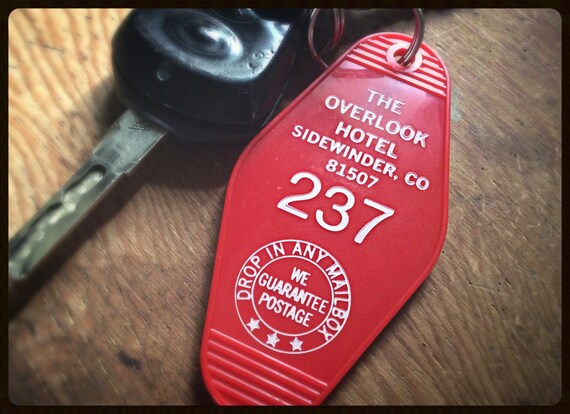 THE
OVERLOOK
HOTEL
SIDEWINDER, CO
81507
237
DROP IN ANY MAILBOX
WE
GUARANTEE
POSTAGE